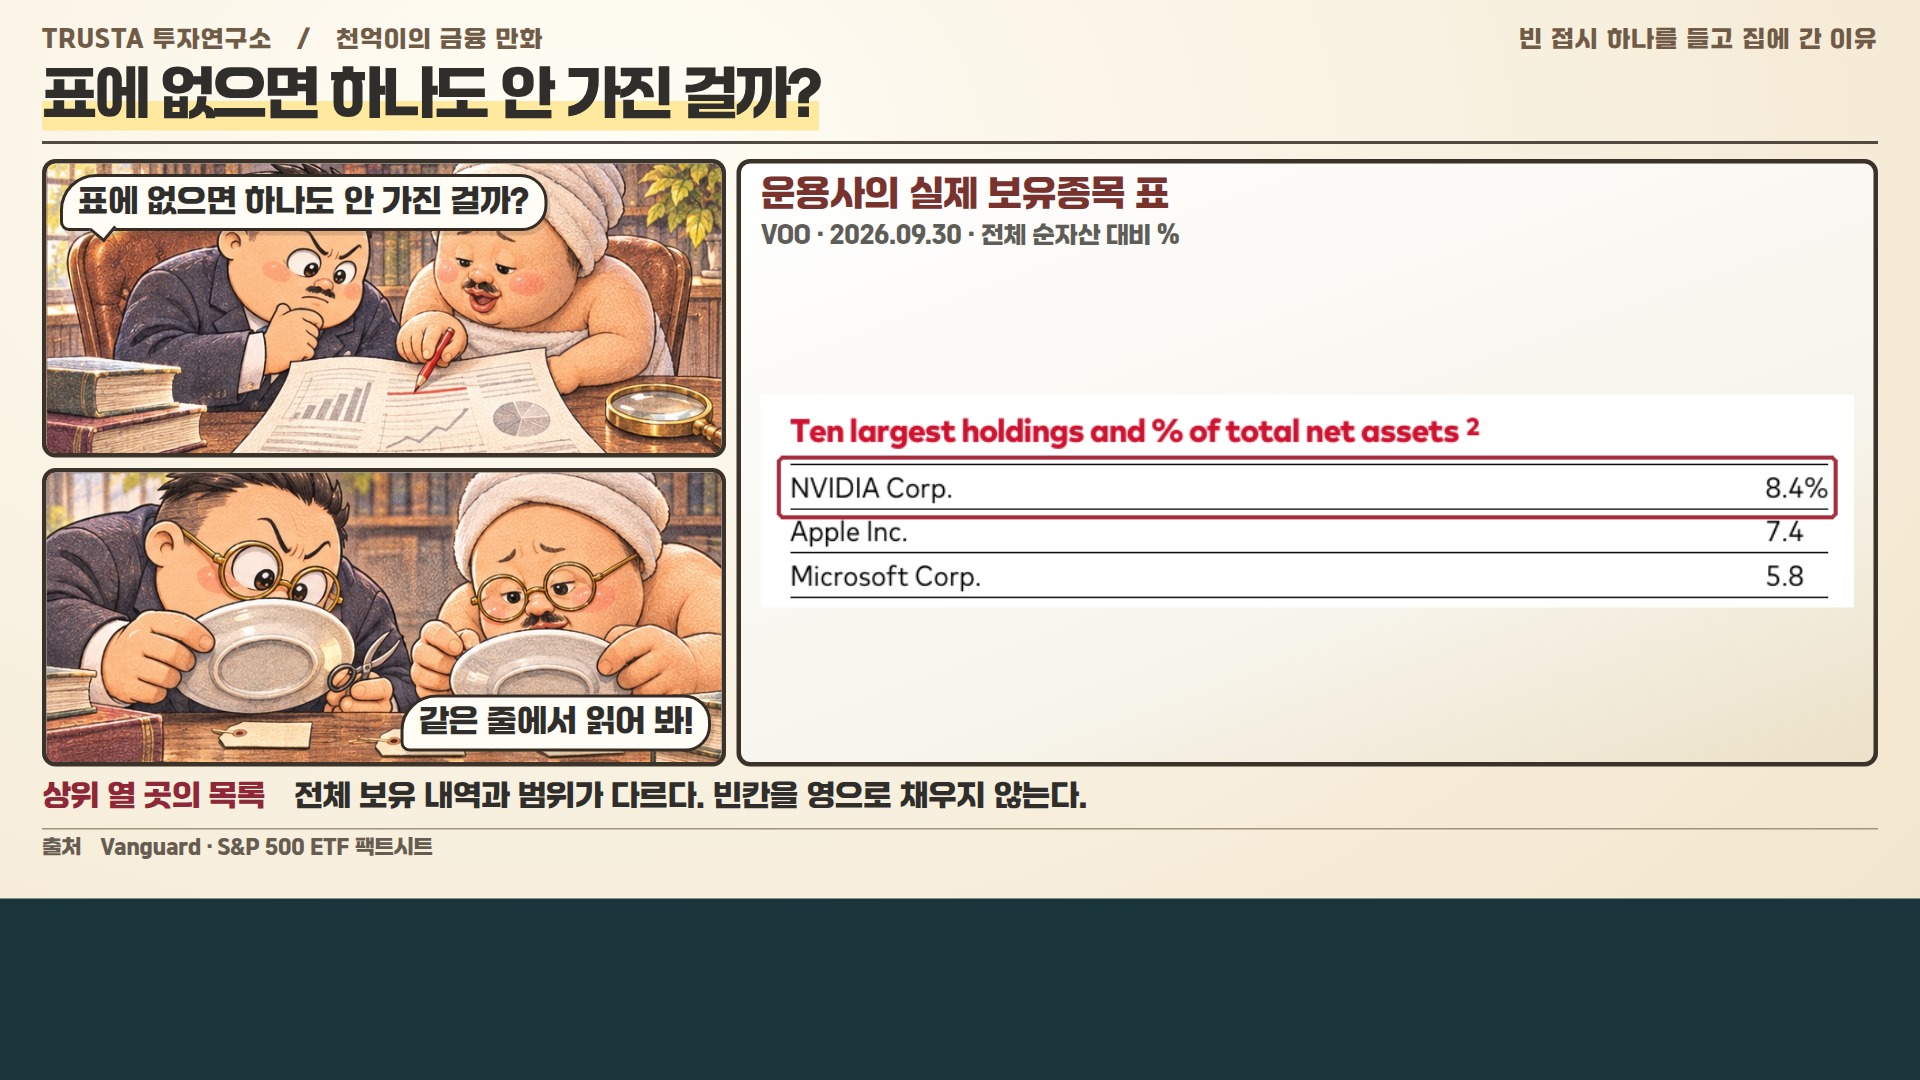 TRUSTA 투자연구소 / 천억이의 금융 만화
빈 접시 하나를 들고 집에 간 이유
표에 없으면 하나도 안 가진 걸까?
표에 없으면 하나도 안 가진 걸까?
같은 줄에서 읽어 봐!
운용사의 실제 보유종목 표
VOO · 2026.09.30 · 전체 순자산 대비 %
Ten largest holdings and % of total net assets ²
NVIDIA Corp. 8.4%
Apple Inc. 7.4
Microsoft Corp. 5.8
상위 열 곳의 목록 전체 보유 내역과 범위가 다르다. 빈칸을 영으로 채우지 않는다.
출처 Vanguard · S&P 500 ETF 팩트시트